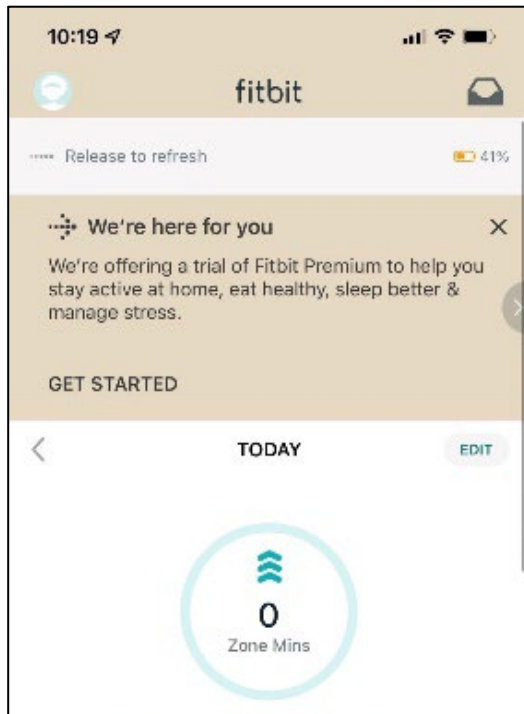 10:19
fitbit
Release to refresh 41%
We're here for you
We're offering a trial of Fitbit Premium to help you
stay active at home, eat healthy, sleep better &
manage stress.
GET STARTED
TODAY EDIT
0
Zone Mins